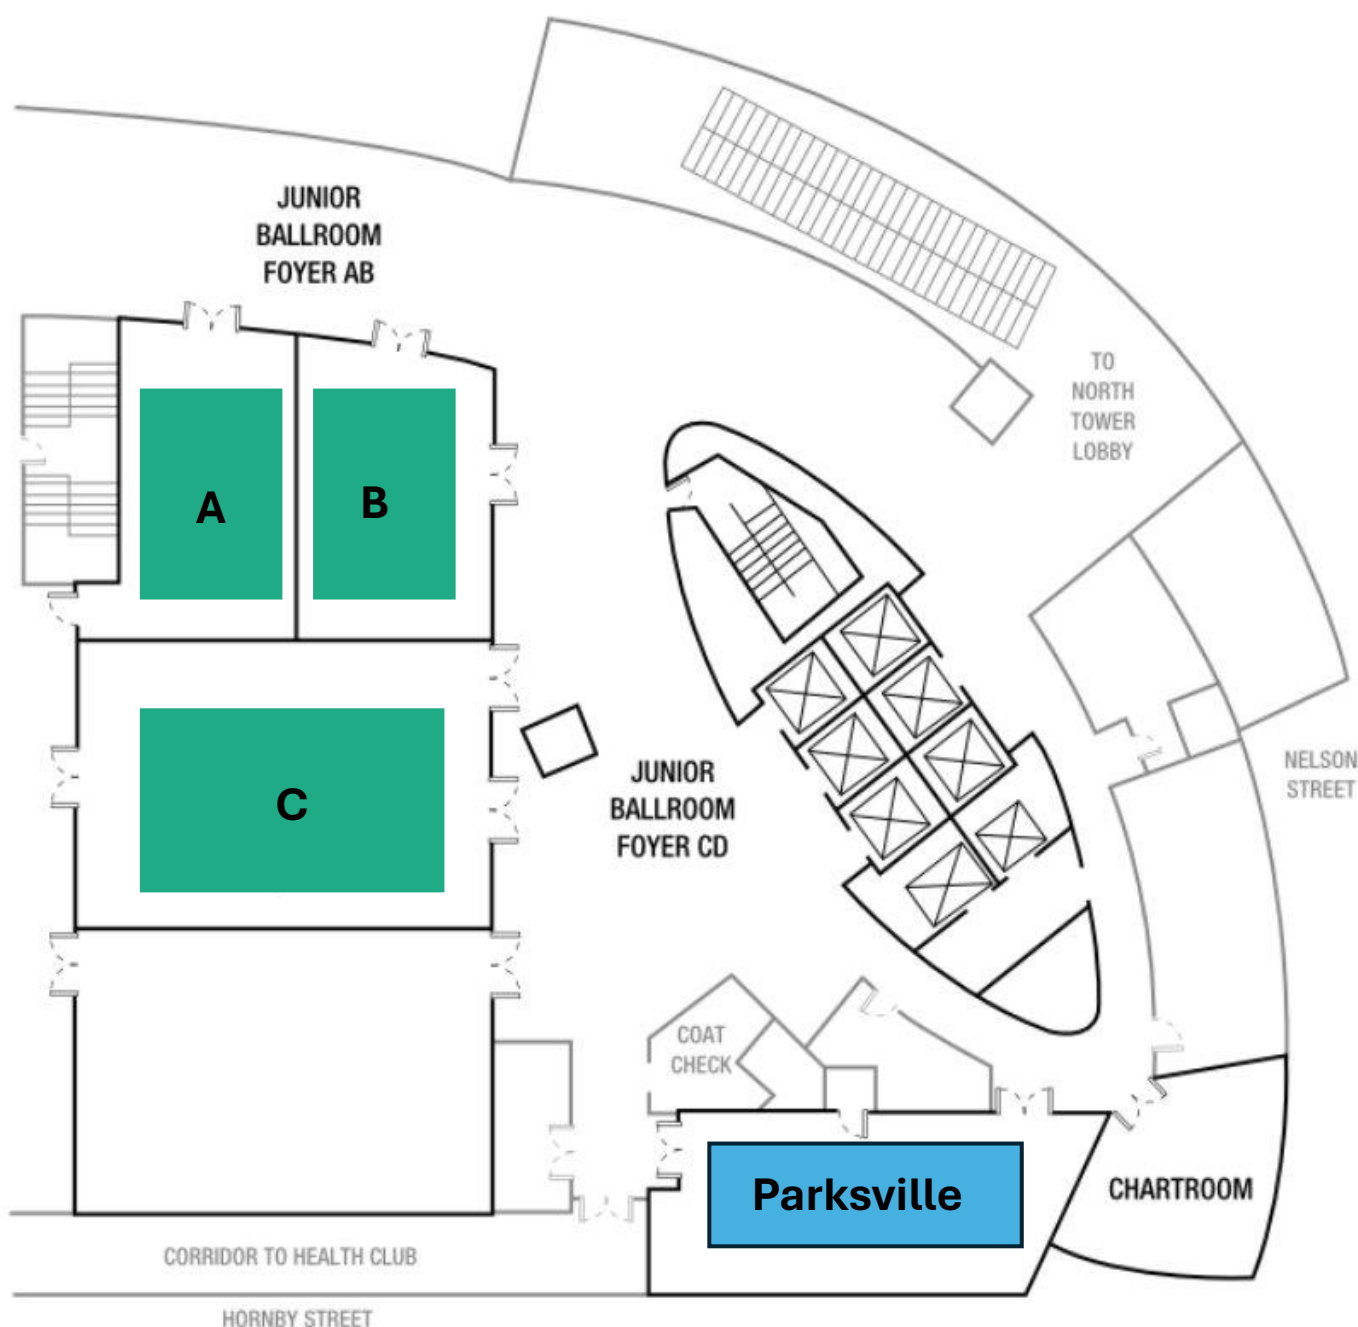 JUNIOR
BALLROOM
FOYER AB
TO
NORTH
TOWER
LOBBY
A
B
C
JUNIOR
BALLROOM
FOYER CD
NELSON
STREET
COAT
CHECK
Parksville
CHARTROOM
CORRIDOR TO HEALTH CLUB
HORNBY STREET